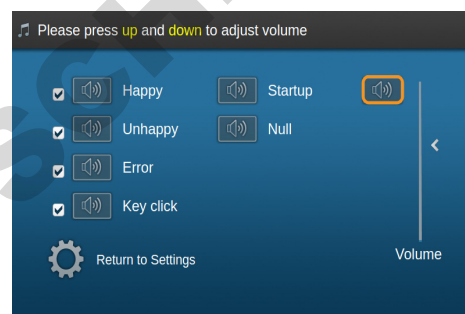 Please press up and down to adjust volume
Happy
Startup
Unhappy
Null
Error
Key click
Return to Settings
Volume